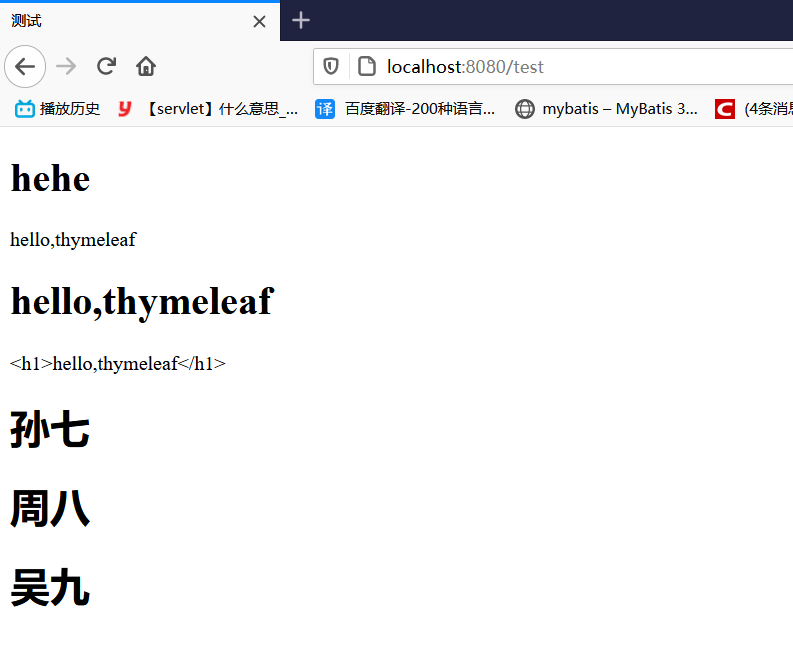 测试
localhost:8080/test
播放历史 【servlet】什么意思_... 译 百度翻译-200种语言... mybatis – MyBatis 3... C (4条消息
hehe
hello,thymeleaf
hello,thymeleaf
<h1>hello,thymeleaf</h1>
孙七
周八
吴九